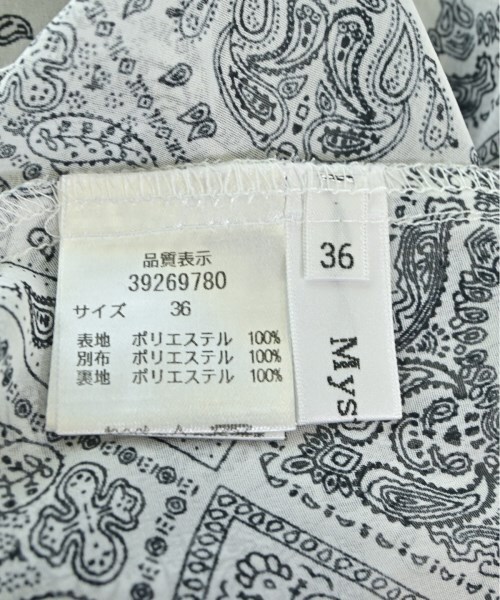 品質表示
39269780
サイズ 36
表地 ポリエステル 100%
別布 ポリエステル 100%
裏地 ポリエステル 100%
36
Mys